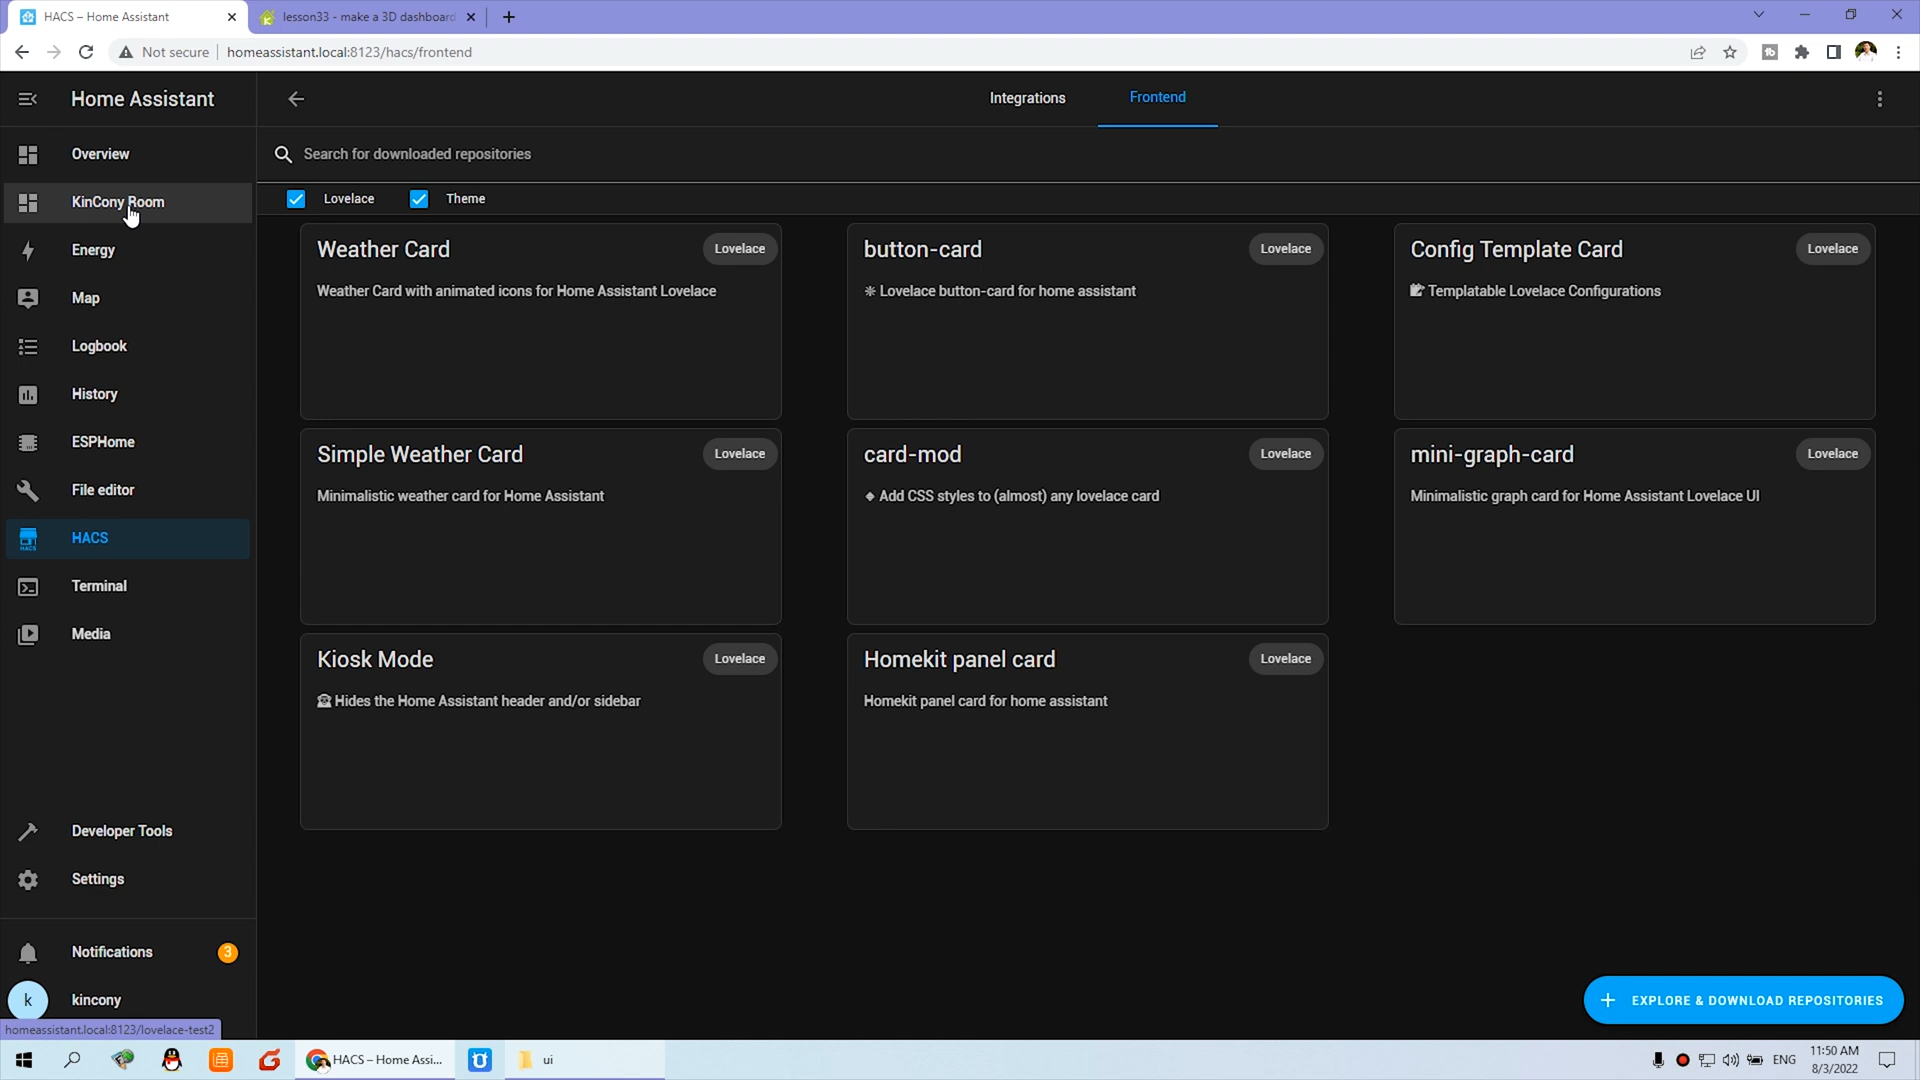 HACS – Home Assistant
lesson33 - make a 3D dashboard
Not secure
homeassistant.local:8123/hacs/frontend
Home Assistant
Integrations
Frontend
Overview
Search for downloaded repositories
KinCony Room
Lovelace
Theme
Energy
Map
Logbook
History
ESPHome
File editor
HACS
Terminal
Media
Weather Card
Lovelace
Weather Card with animated icons for Home Assistant Lovelace
button-card
Lovelace
Lovelace button-card for home assistant
Config Template Card
Lovelace
Templatable Lovelace Configurations
Simple Weather Card
Lovelace
Minimalistic weather card for Home Assistant
card-mod
Lovelace
Add CSS styles to (almost) any lovelace card
mini-graph-card
Lovelace
Minimalistic graph card for Home Assistant Lovelace UI
Kiosk Mode
Lovelace
Hides the Home Assistant header and/or sidebar
Homekit panel card
Lovelace
Homekit panel card for home assistant
Developer Tools
Settings
Notifications
3
k
kincony
EXPLORE & DOWNLOAD REPOSITORIES
homeassistant.local:8123/lovelace-test2
HACS – Home Assi...
ui
ENG
11:50 AM
8/3/2022